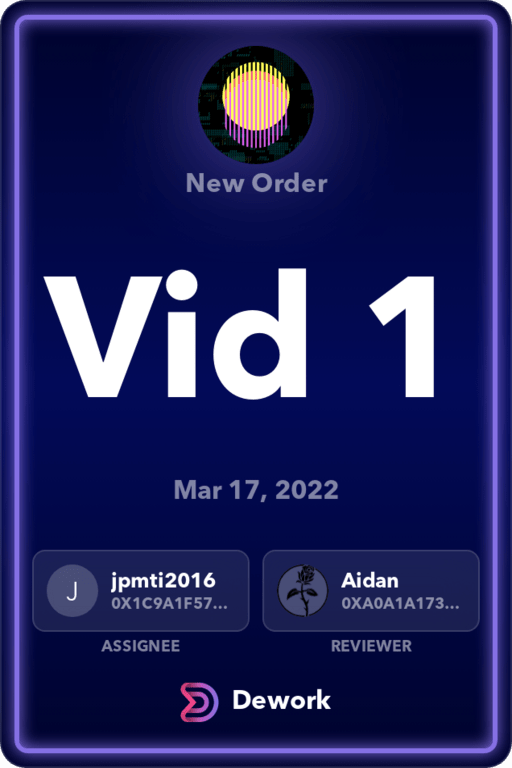 New Order
Vid 1
Mar 17, 2022
J
jpmti2016
0X1C9A1F57...
ASSIGNEE
Aidan
0XA0A1A173...
REVIEWER
Dework